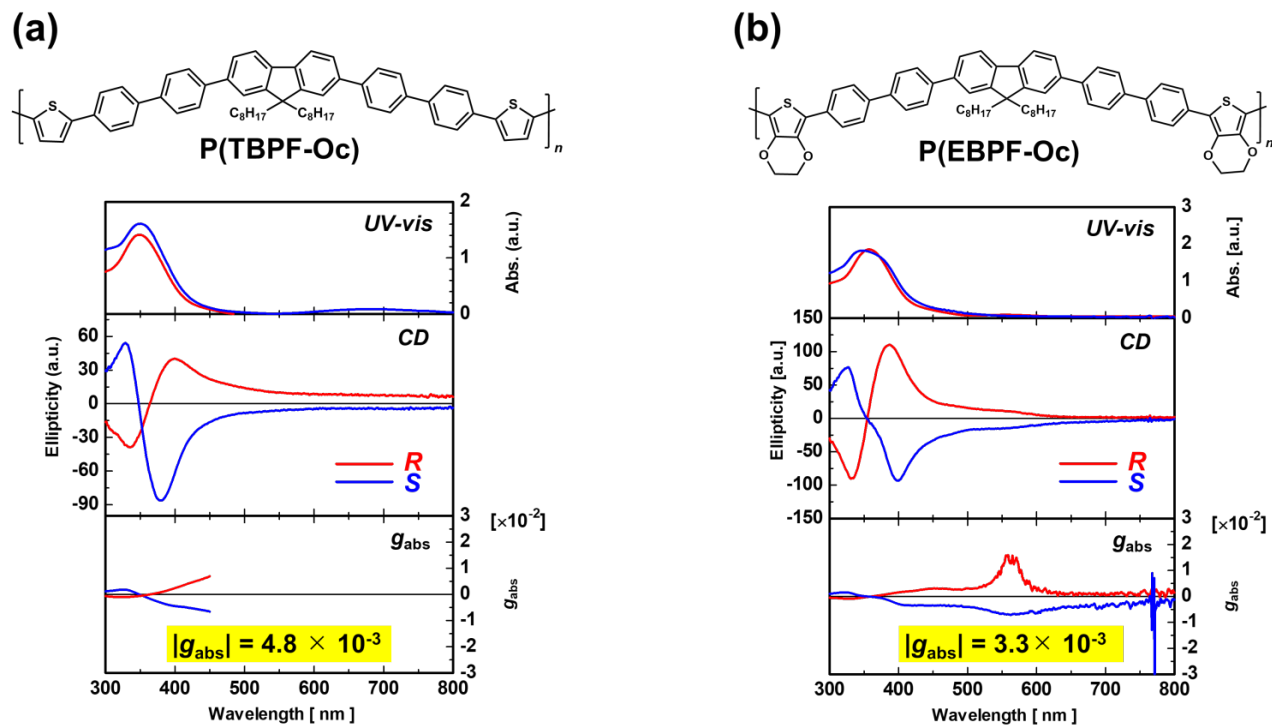 (a)
S
S
C8H17
C8H17
n
P(TBPF-Oc)
UV-vis
2
1
0
Abs. (a.u.)
CD
60
30
0
-30
-60
-90
Ellipticity (a.u.)
R
S
[×10-2]
gabs
3
2
1
0
-1
-2
-3
gabs
|gabs| = 4.8 × 10-3
300 400 500 600 700 800
Wavelength [ nm ]
(b)
S
S
C8H17
C8H17
O
O
O
O
n
P(EBPF-Oc)
UV-vis
3
2
1
0
Abs. [a.u.]
CD
150
100
50
0
-50
-100
-150
Ellipticity [a.u.]
R
S
[×10-2]
gabs
3
2
1
0
-1
-2
-3
gabs
|gabs| = 3.3 × 10-3
300 400 500 600 700 800
Wavelength [ nm ]